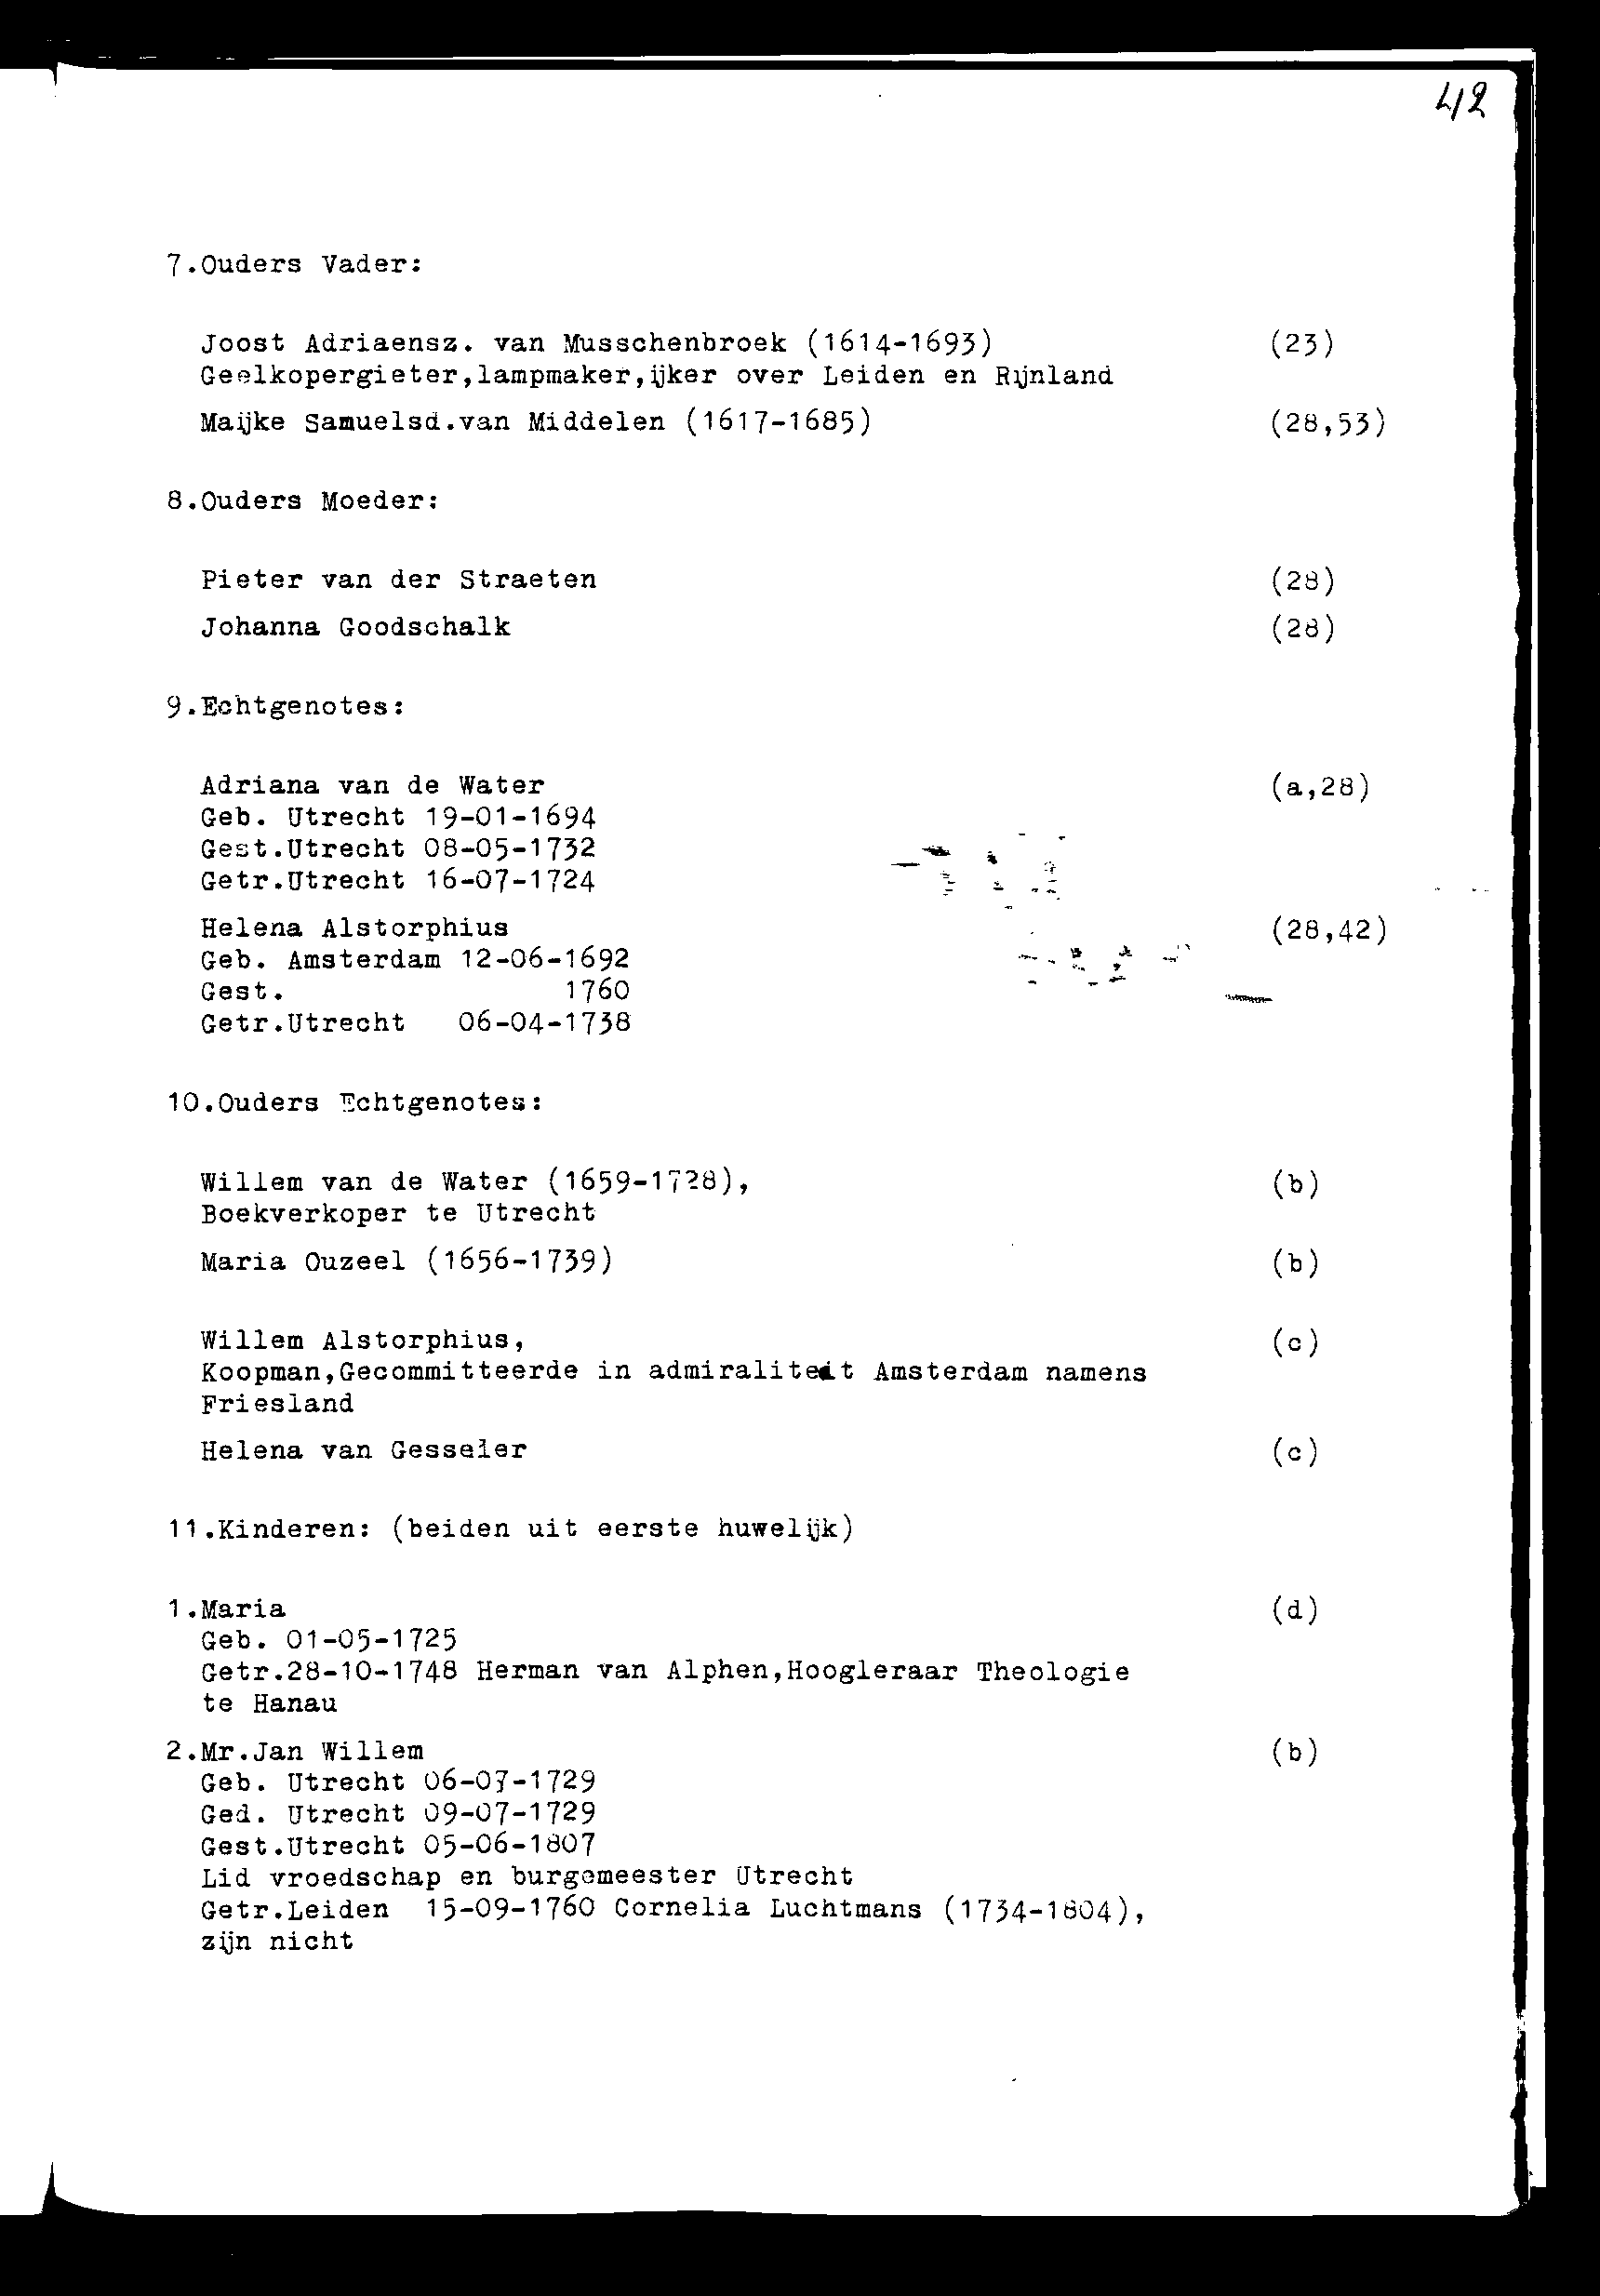 42
7.Ouders Vader:
Joost Adriaensz. van Musschenbroek (1614-1693) (23)
Geelkopergieter,lampmaker,ijker over Leiden en Rijnland
Maijke Samuelsd.van Middelen (1617-1685) (28,53)
8.Ouders Moeder:
Pieter van der Straeten (28)
Johanna Goodschalk (28)
9.Echtgenotes:
Adriana van de Water (a,28)
Geb. Utrecht 19-01-1694
Gest.Utrecht 08-05-1732
Getr.Utrecht 16-07-1724
Helena Alstorphius (28,42)
Geb. Amsterdam 12-06-1692
Gest. 1760
Getr.Utrecht 06-04-1738
10.Ouders Echtgenotes:
Willem van de Water (1659-1728), (b)
Boekverkoper te Utrecht
Maria Ouzeel (1656-1739) (b)
Willem Alstorphius, (c)
Koopman,Gecommitteerde in admiraliteit Amsterdam namens
Friesland
Helena van Gesseler (c)
11.Kinderen: (beiden uit eerste huwelijk)
1.Maria (d)
Geb. 01-05-1725
Getr.28-10-1748 Herman van Alphen,Hoogleraar Theologie
te Hanau
2.Mr.Jan Willem (b)
Geb. Utrecht 06-07-1729
Ged. Utrecht 09-07-1729
Gest.Utrecht 05-06-1807
Lid vroedschap en burgemeester Utrecht
Getr.Leiden 15-09-1760 Cornelia Luchtmans (1734-1804),
zijn nicht